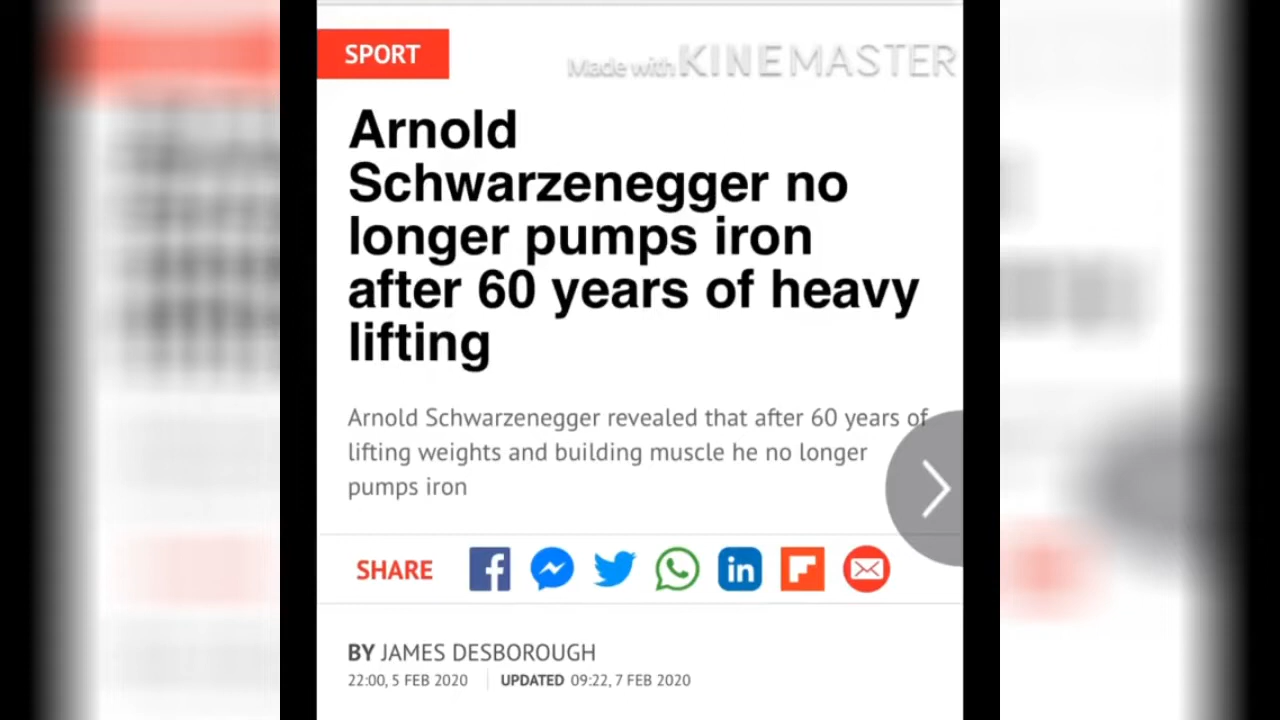 SPORT
Made with KINEMASTER
Arnold
Schwarzenegger no
longer pumps iron
after 60 years of heavy
lifting
Arnold Schwarzenegger revealed that after 60 years of
lifting weights and building muscle he no longer
pumps iron
SHARE
BY JAMES DESBOROUGH
22:00, 5 FEB 2020 UPDATED 09:22, 7 FEB 2020